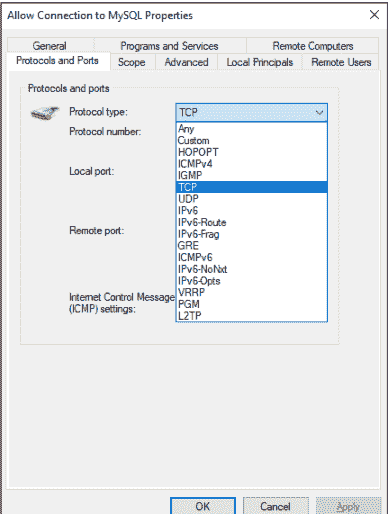 Allow Connection to MySQL Properties
General Programs and Services Remote Computers
Protocols and Ports Scope Advanced Local Principals Remote Users
Protocols and ports
Protocol type: TCP
Protocol number:
Local port:
Remote port:
Internet Control Message
(ICMP) settings:
Any
Custom
HOPOPT
ICMPv4
IGMP
TCP
UDP
IPv6
IPv6-Route
IPv6-Frag
GRE
ICMPv6
IPv6-NoNxt
IPv6-Opts
VRRP
PGM
L2TP
OK Cancel Apply